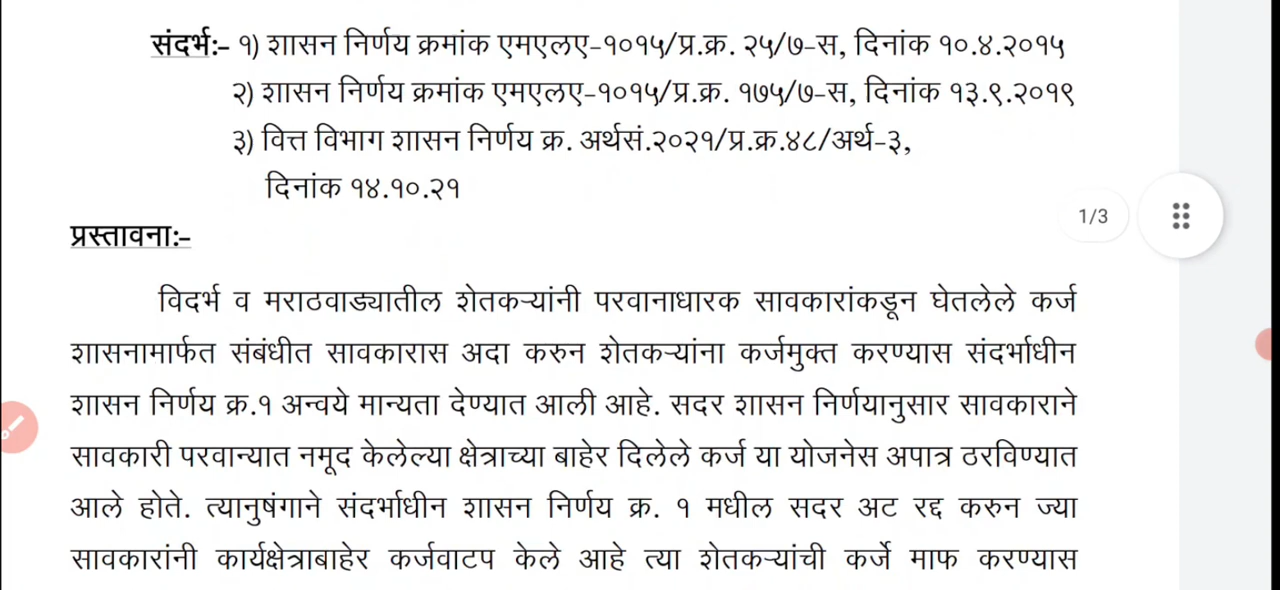 संदर्भ:- १) शासन निर्णय क्रमांक एमएलए-१०१५/प्र.क्र. २५/७-स, दिनांक १०.४.२०१५
२) शासन निर्णय क्रमांक एमएलए-१०१५/प्र.क्र. १७५/७-स, दिनांक १३.९.२०१९
३) वित्त विभाग शासन निर्णय क्र. अर्थसं.२०२१/प्र.क्र.४८/अर्थ-३,
दिनांक १४.१०.२१
1/3
प्रस्तावना:-
विदर्भ व मराठवाड्यातील शेतकऱ्यांनी परवानाधारक सावकारांकडून घेतलेले कर्ज
शासनामार्फत संबंधीत सावकारास अदा करुन शेतकऱ्यांना कर्जमुक्त करण्यास संदर्भाधीन
शासन निर्णय क्र.१ अन्वये मान्यता देण्यात आली आहे. सदर शासन निर्णयानुसार सावकाराने
सावकारी परवान्यात नमूद केलेल्या क्षेत्राच्या बाहेर दिलेले कर्ज या योजनेस अपात्र ठरविण्यात
आले होते. त्यानुषंगाने संदर्भाधीन शासन निर्णय क्र. १ मधील सदर अट रद्द करुन ज्या
सावकारांनी कार्यक्षेत्राबाहेर कर्जवाटप केले आहे त्या शेतकऱ्यांची कर्जे माफ करण्यास